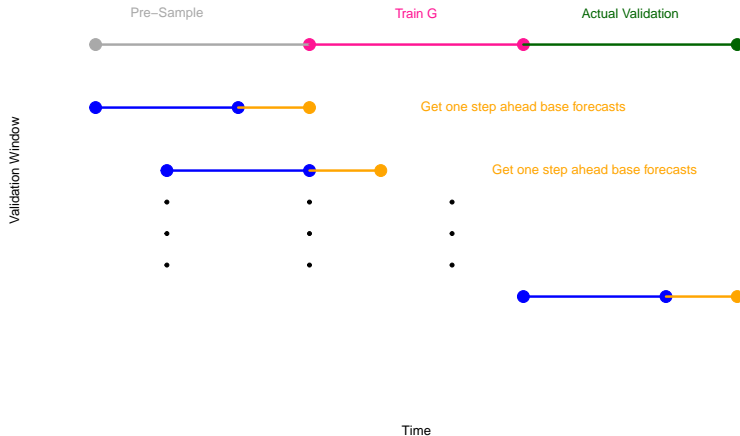 Pre−Sample
Train G
Actual Validation
Get one step ahead base forecasts
Get one step ahead base forecasts
Validation Window
Time